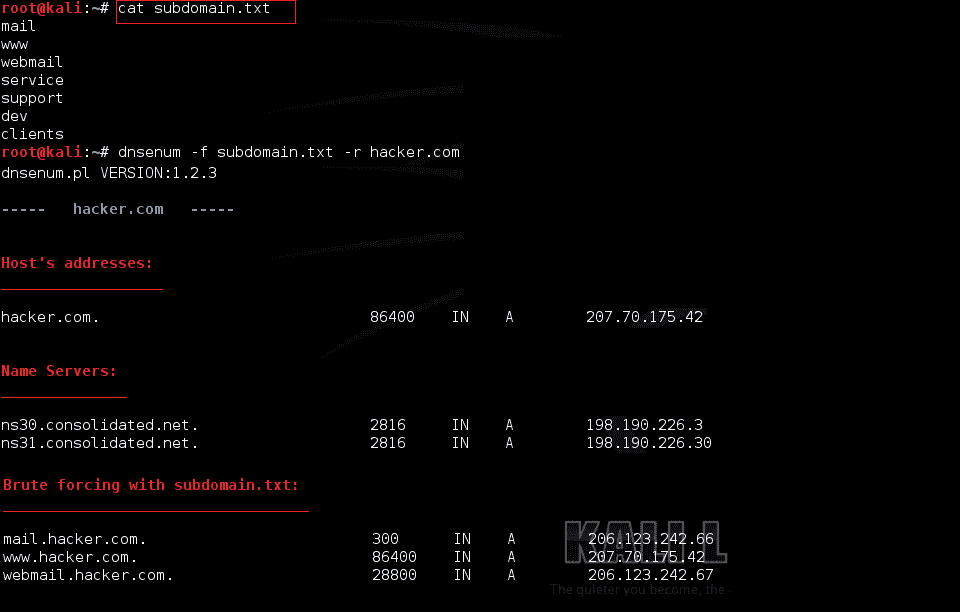 root@kali:~# cat subdomain.txt
mail
www
webmail
service
support
dev
clients
root@kali:~# dnsenum -f subdomain.txt -r hacker.com
dnsenum.pl VERSION:1.2.3
----- hacker.com -----
Host's addresses:
__________________
hacker.com. 86400 IN A 207.70.175.42
Name Servers:
______________
ns30.consolidated.net. 2816 IN A 198.190.226.3
ns31.consolidated.net. 2816 IN A 198.190.226.30
Brute forcing with subdomain.txt:
__________________________________
mail.hacker.com. 300 IN A 206.123.242.66
www.hacker.com. 86400 IN A 207.70.175.42
webmail.hacker.com. 28800 IN A 206.123.242.67
KALI L
The quieter you become, the